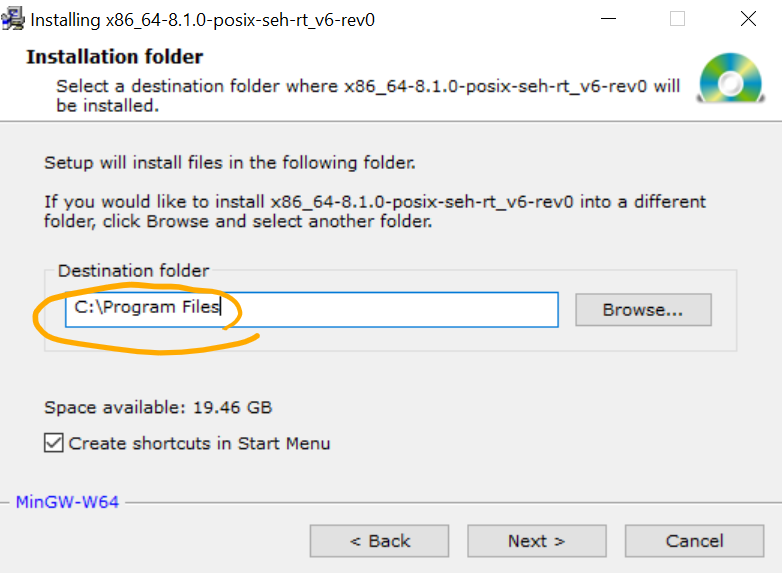 Installing x86_64-8.1.0-posix-seh-rt_v6-rev0
Installation folder
Select a destination folder where x86_64-8.1.0-posix-seh-rt_v6-rev0 will
be installed.
Setup will install files in the following folder.
If you would like to install x86_64-8.1.0-posix-seh-rt_v6-rev0 into a different
folder, click Browse and select another folder.
Destination folder
C:\Program Files
Browse...
Space available: 19.46 GB
Create shortcuts in Start Menu
MinGW-W64
< Back
Next >
Cancel